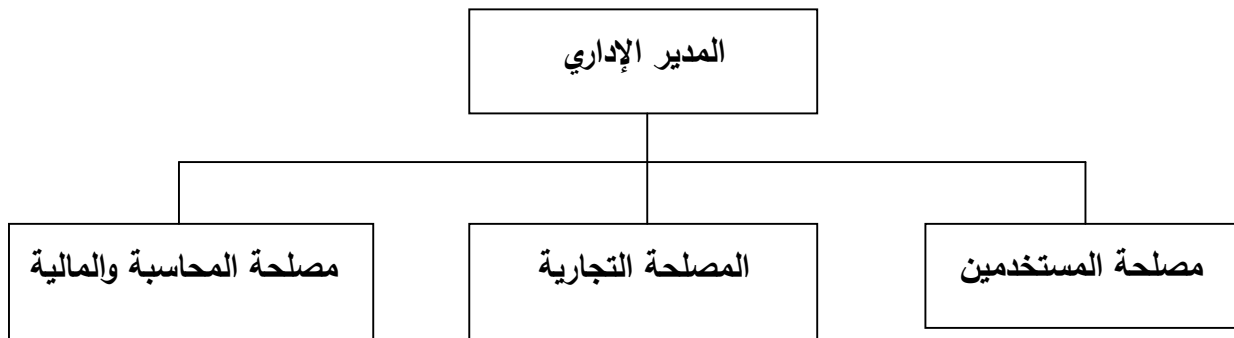 المدير الإداري
مصلحة المستخدمين
المصلحة التجارية
مصلحة المحاسبة والمالية